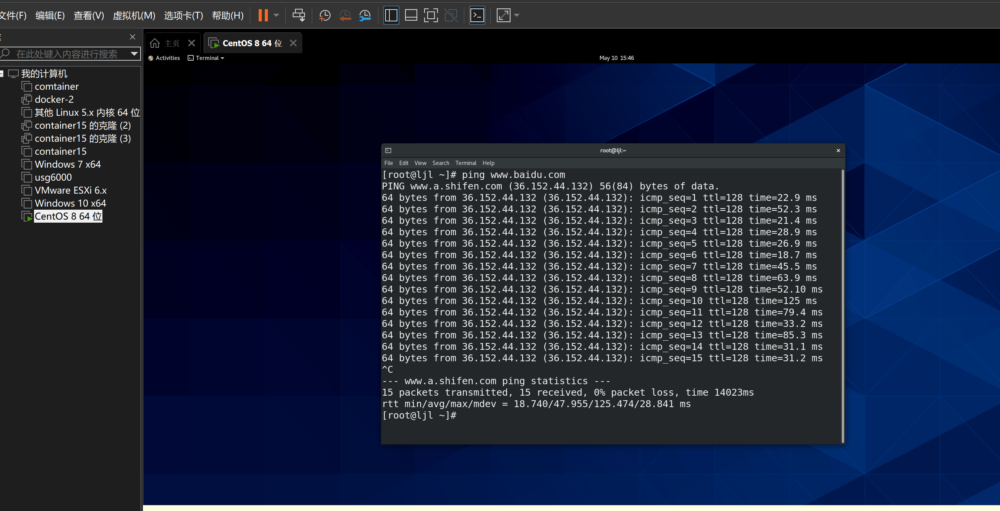 文件(F) 编辑(E) 查看(V) 虚拟机(M) 选项卡(T) 帮助(H)
在此处键入内容进行搜索
我的计算机
comtainer
docker-2
其他 Linux 5.x 内核 64 位
container15 的克隆 (2)
container15 的克隆 (3)
container15
Windows 7 x64
usg6000
VMware ESXi 6.x
Windows 10 x64
CentOS 8 64 位
主页
CentOS 8 64 位
Activities Terminal May 10 15:46
root@ljl:~
File Edit View Search Terminal Help
[root@ljl ~]# ping www.baidu.com
PING www.a.shifen.com (36.152.44.132) 56(84) bytes of data.
64 bytes from 36.152.44.132 (36.152.44.132): icmp_seq=1 ttl=128 time=22.9 ms
64 bytes from 36.152.44.132 (36.152.44.132): icmp_seq=2 ttl=128 time=52.3 ms
64 bytes from 36.152.44.132 (36.152.44.132): icmp_seq=3 ttl=128 time=21.4 ms
64 bytes from 36.152.44.132 (36.152.44.132): icmp_seq=4 ttl=128 time=28.9 ms
64 bytes from 36.152.44.132 (36.152.44.132): icmp_seq=5 ttl=128 time=26.9 ms
64 bytes from 36.152.44.132 (36.152.44.132): icmp_seq=6 ttl=128 time=18.7 ms
64 bytes from 36.152.44.132 (36.152.44.132): icmp_seq=7 ttl=128 time=45.5 ms
64 bytes from 36.152.44.132 (36.152.44.132): icmp_seq=8 ttl=128 time=63.9 ms
64 bytes from 36.152.44.132 (36.152.44.132): icmp_seq=9 ttl=128 time=52.10 ms
64 bytes from 36.152.44.132 (36.152.44.132): icmp_seq=10 ttl=128 time=125 ms
64 bytes from 36.152.44.132 (36.152.44.132): icmp_seq=11 ttl=128 time=79.4 ms
64 bytes from 36.152.44.132 (36.152.44.132): icmp_seq=12 ttl=128 time=33.2 ms
64 bytes from 36.152.44.132 (36.152.44.132): icmp_seq=13 ttl=128 time=85.3 ms
64 bytes from 36.152.44.132 (36.152.44.132): icmp_seq=14 ttl=128 time=31.1 ms
64 bytes from 36.152.44.132 (36.152.44.132): icmp_seq=15 ttl=128 time=31.2 ms
^C
--- www.a.shifen.com ping statistics ---
15 packets transmitted, 15 received, 0% packet loss, time 14023ms
rtt min/avg/max/mdev = 18.740/47.955/125.474/28.841 ms
[root@ljl ~]#